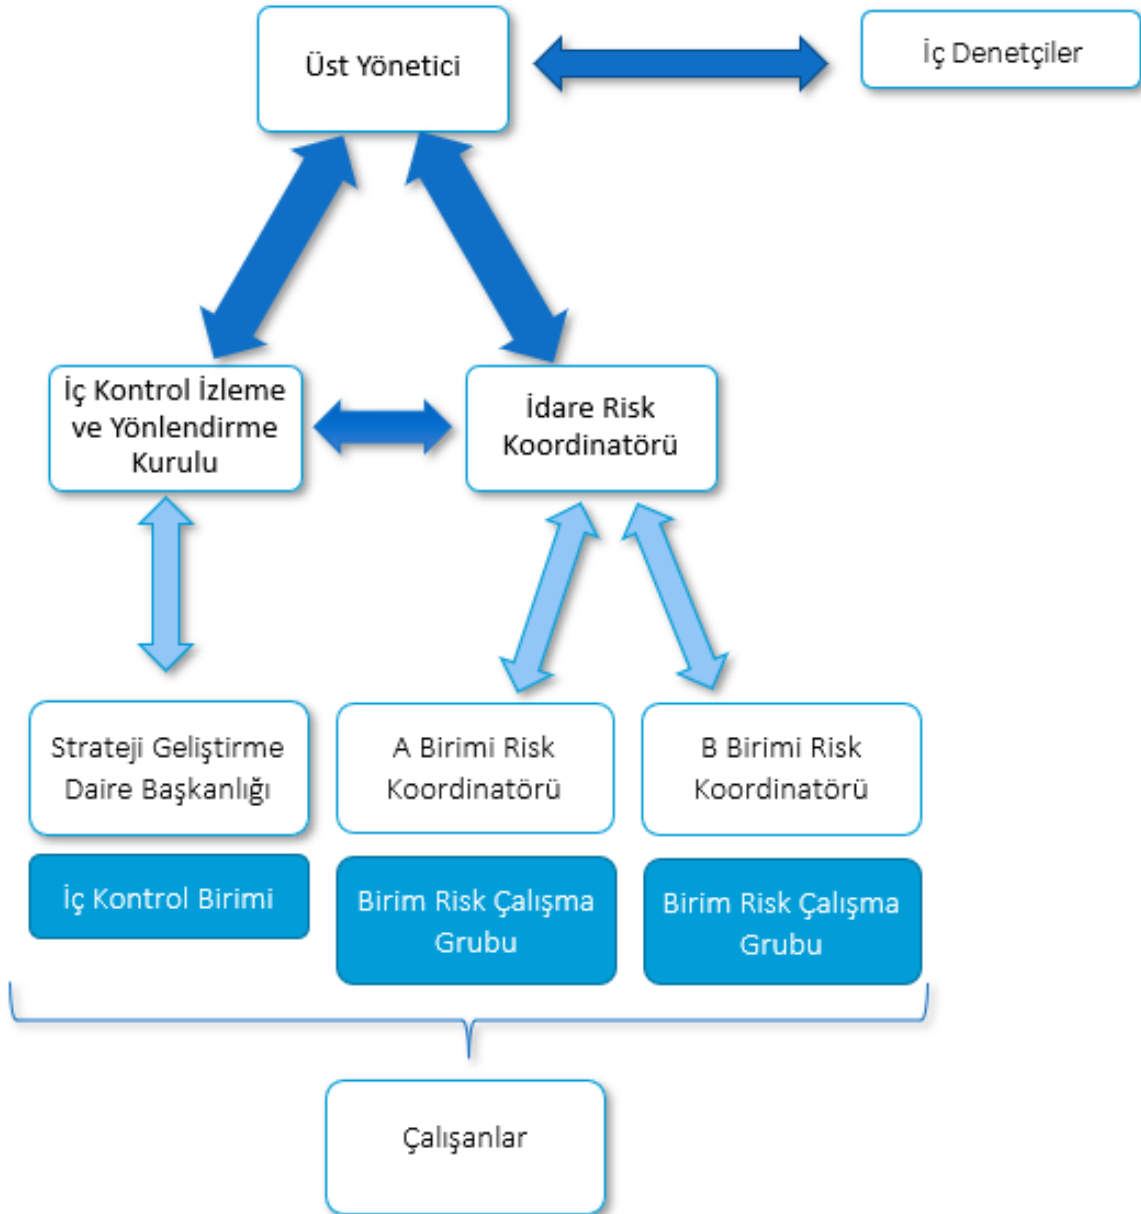 Üst Yönetici
İç Denetçiler
İç Kontrol İzleme
ve Yönlendirme
Kurulu
İdare Risk
Koordinatörü
Strateji Geliştirme
Daire Başkanlığı
A Birimi Risk
Koordinatörü
B Birimi Risk
Koordinatörü
İç Kontrol Birimi
Birim Risk Çalışma
Grubu
Birim Risk Çalışma
Grubu
Çalışanlar